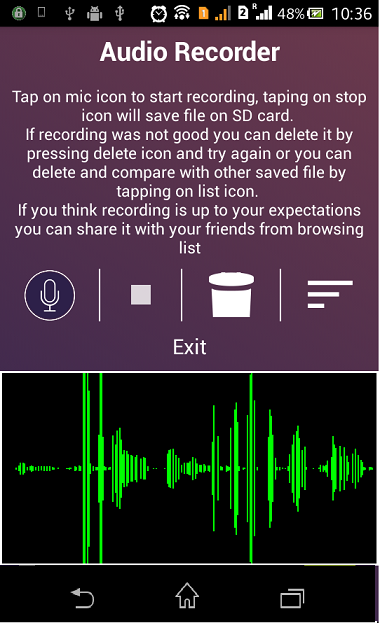 1 2 R 48% 10:36
Audio Recorder
Tap on mic icon to start recording, taping on stop
icon will save file on SD card.
If recording was not good you can delete it by
pressing delete icon and try again or you can
delete and compare with other saved file by
tapping on list icon.
If you think recording is up to your expectations
you can share it with your friends from browsing
list
Exit